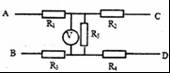 A R₁ R₂ C
V R₅
B R₃ R₄ D